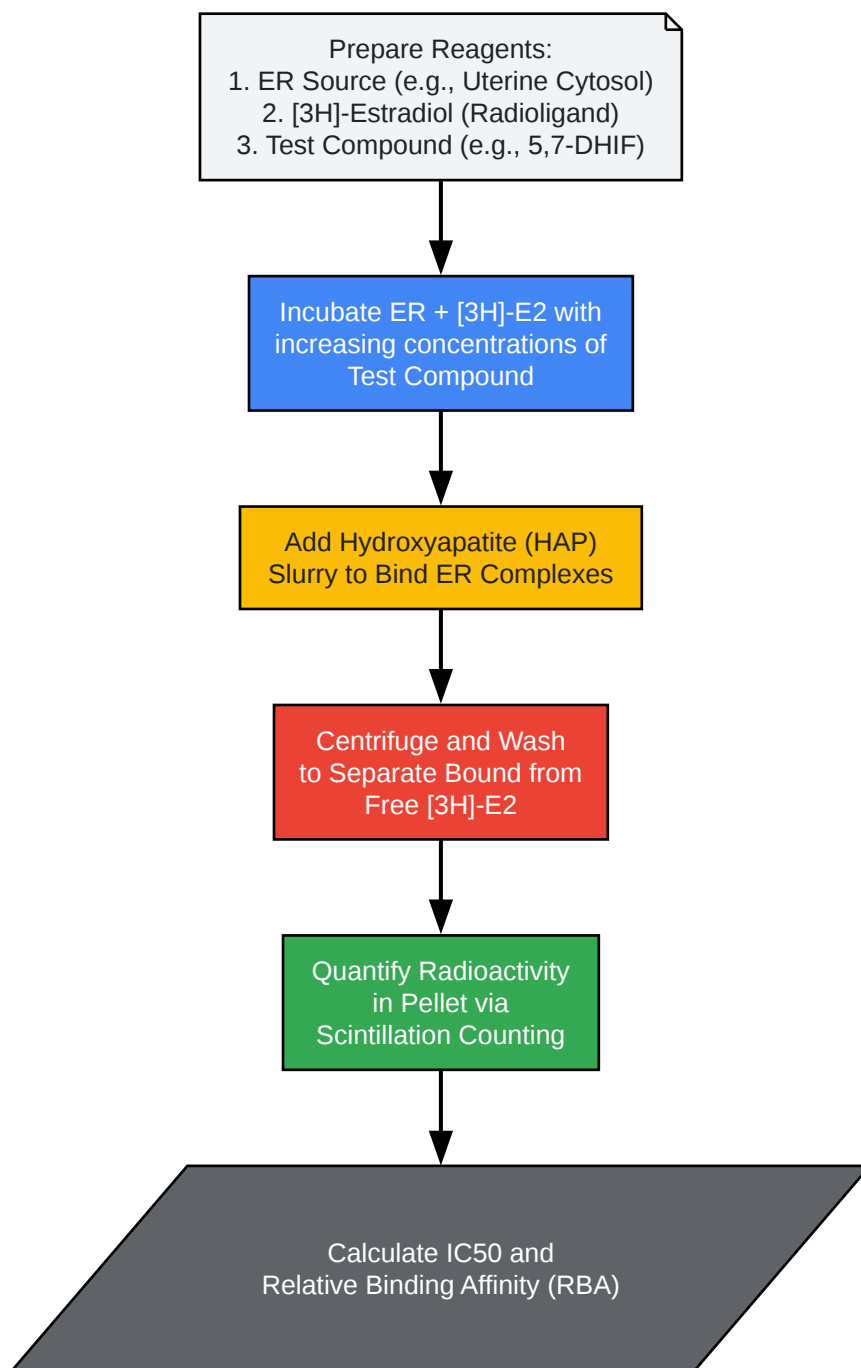 Prepare Reagents:
1. ER Source (e.g., Uterine Cytosol)
2. [3H]-Estradiol (Radioligand)
3. Test Compound (e.g., 5,7-DHIF)
Incubate ER + [3H]-E2 with
increasing concentrations of
Test Compound
Add Hydroxyapatite (HAP)
Slurry to Bind ER Complexes
Centrifuge and Wash
to Separate Bound from
Free [3H]-E2
Quantify Radioactivity
in Pellet via
Scintillation Counting
Calculate IC50 and
Relative Binding Affinity (RBA)